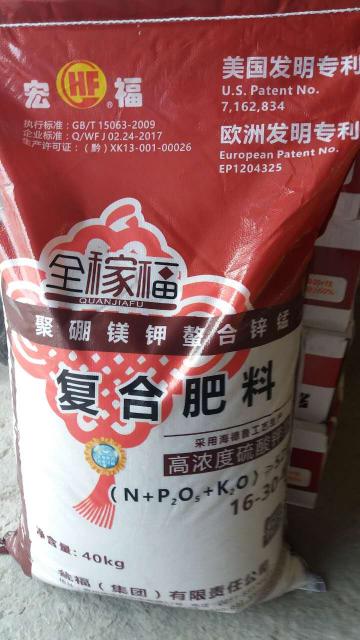 美国发明专利
U.S. Patent No.
7,162,834
欧洲发明专利
European Patent No.
EP1204325
宏 HF® 福
执行标准：GB/T 15063-2009
企业标准：Q/WFJ 02.24-2017
生产许可证：（黔）XK13-001-00026
全稼福
QUANJIAFU
聚硼镁钾螯合锌锰
复合肥料
采用海德鲁工艺生产
高浓度硫酸钾
(N+P₂O₅+K₂O)
16-30
净含量: 40kg
瓮福（集团）有限责任公司